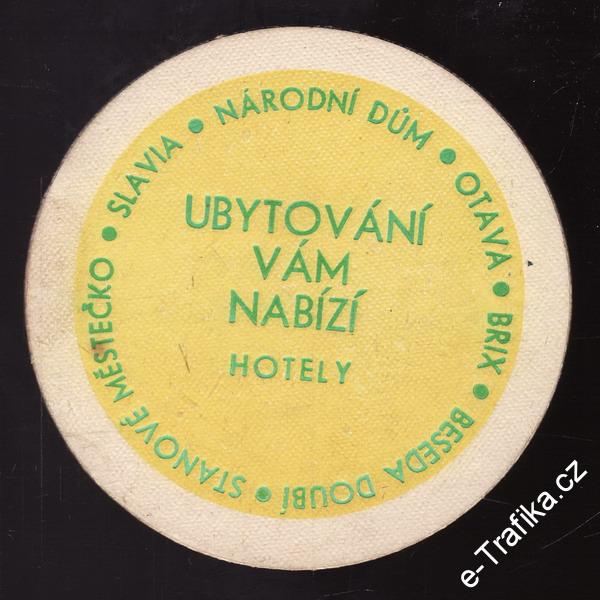 NÁRODNÍ DŮM • OTAVA • BRIX • BESEDA DOUBÍ • STANOVÉ MĚSTEČKO • SLAVIA •
UBYTOVÁNÍ
VÁM
NABÍZÍ
HOTELY
e-Trafika.cz